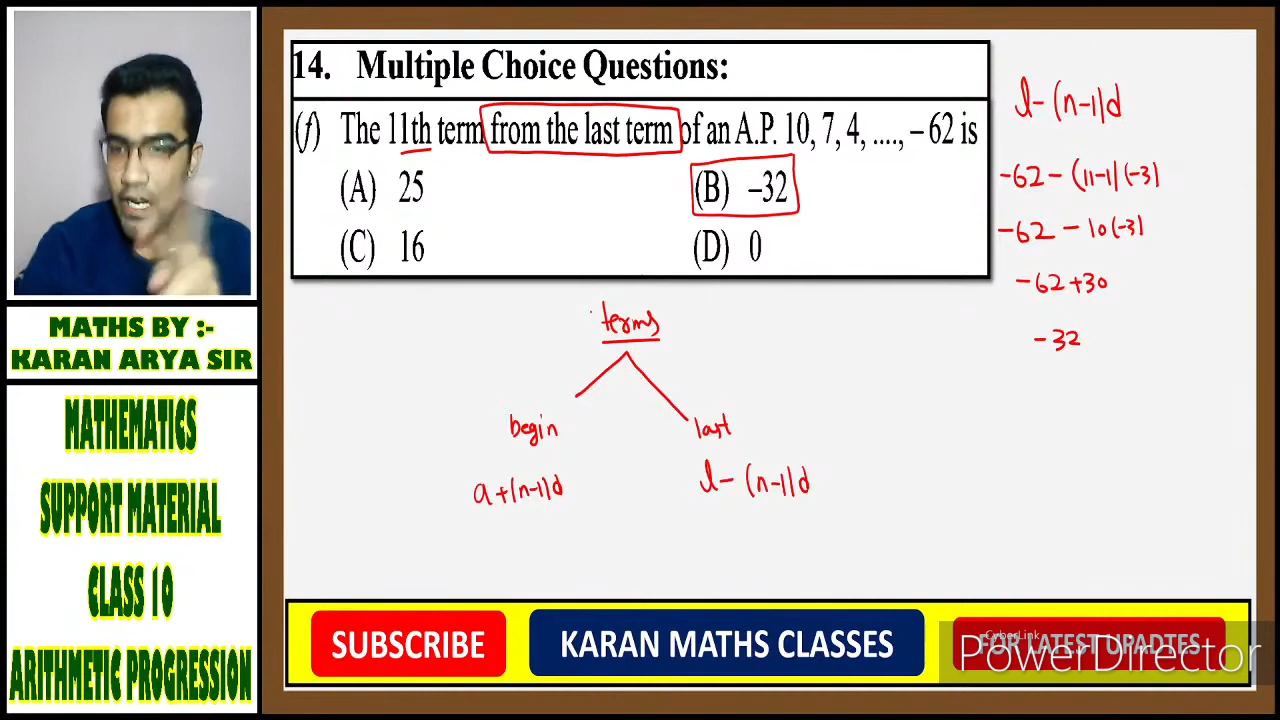 14. Multiple Choice Questions:
(f) The 11th term from the last term of an A.P. 10, 7, 4, ...., – 62 is
(A) 25
(B) –32
(C) 16
(D) 0
l - (n-1)d
-62 - (11-1)(-3)
-62 - 10(-3)
-62+30
-32
terms
begin
last
a+(n-1)d
l - (n-1)d
MATHS BY :-
KARAN ARYA SIR
MATHEMATICS
SUPPORT MATERIAL
CLASS 10
ARITHMETIC PROGRESSION
SUBSCRIBE
KARAN MATHS CLASSES
FOR LATEST UPADTES
CyberLink
PowerDirector